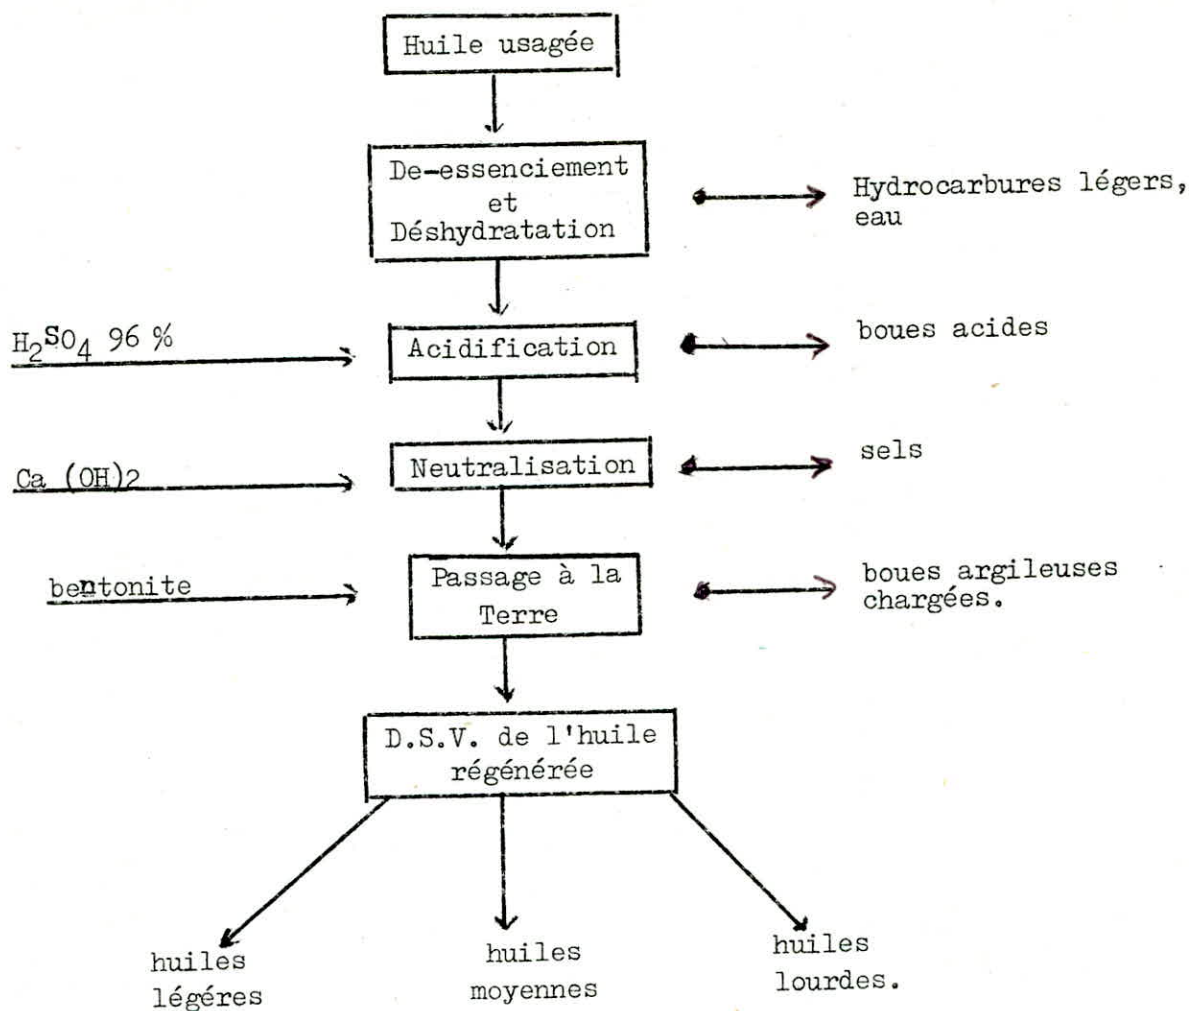 Huile usagée
De-essenciement
et
Déshydratation
Hydrocarbures légers,
eau
H2SO4 96 %
Acidification
boues acides
Ca (OH)2
Neutralisation
sels
bentonite
Passage à la
Terre
boues argileuses
chargées.
D.S.V. de l'huile
régénérée
huiles
légéres
huiles
moyennes
huiles
lourdes.